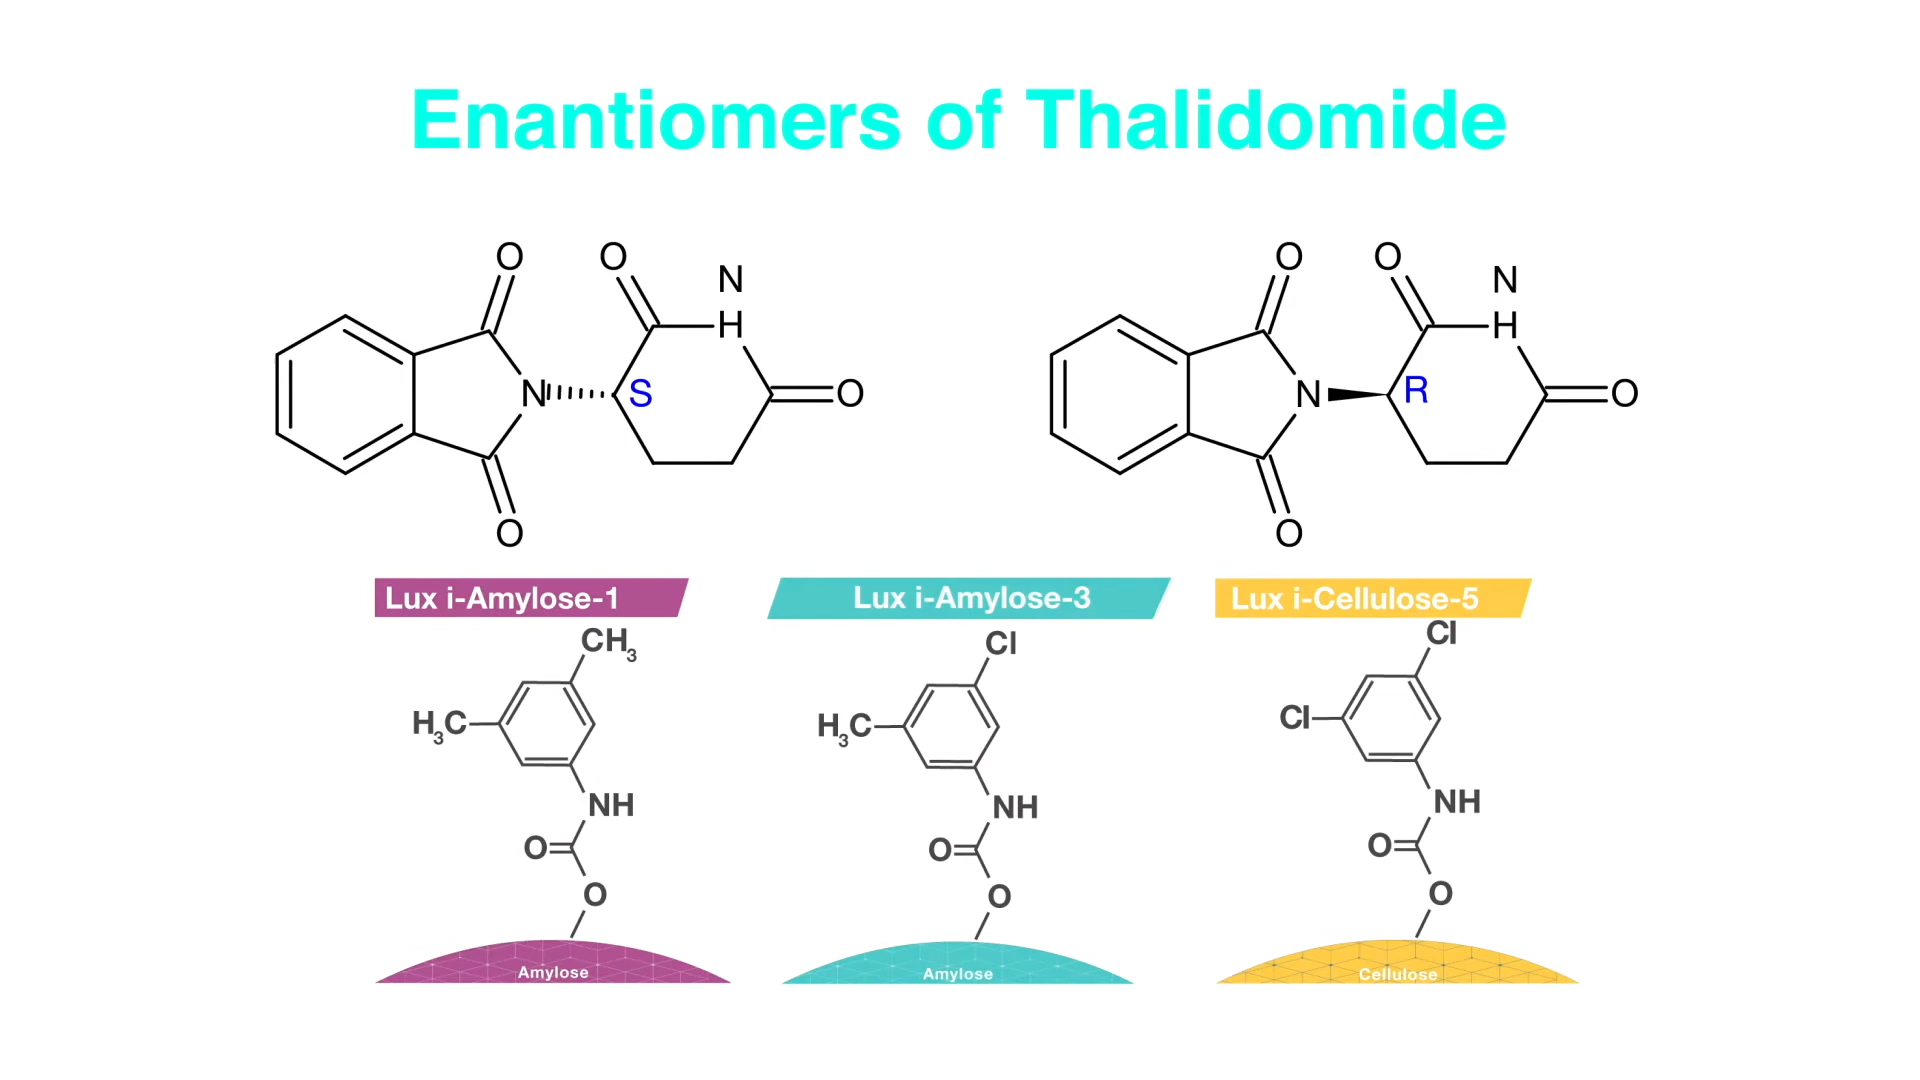 Enantiomers of Thalidomide
O O N O O N
H H
N S O N R O
O O
Lux i-Amylose-1 Lux i-Amylose-3 Lux i-Cellulose-5
CH3 Cl Cl
H3C H3C Cl
NH NH NH
O O O
O O O
Amylose Amylose Cellulose